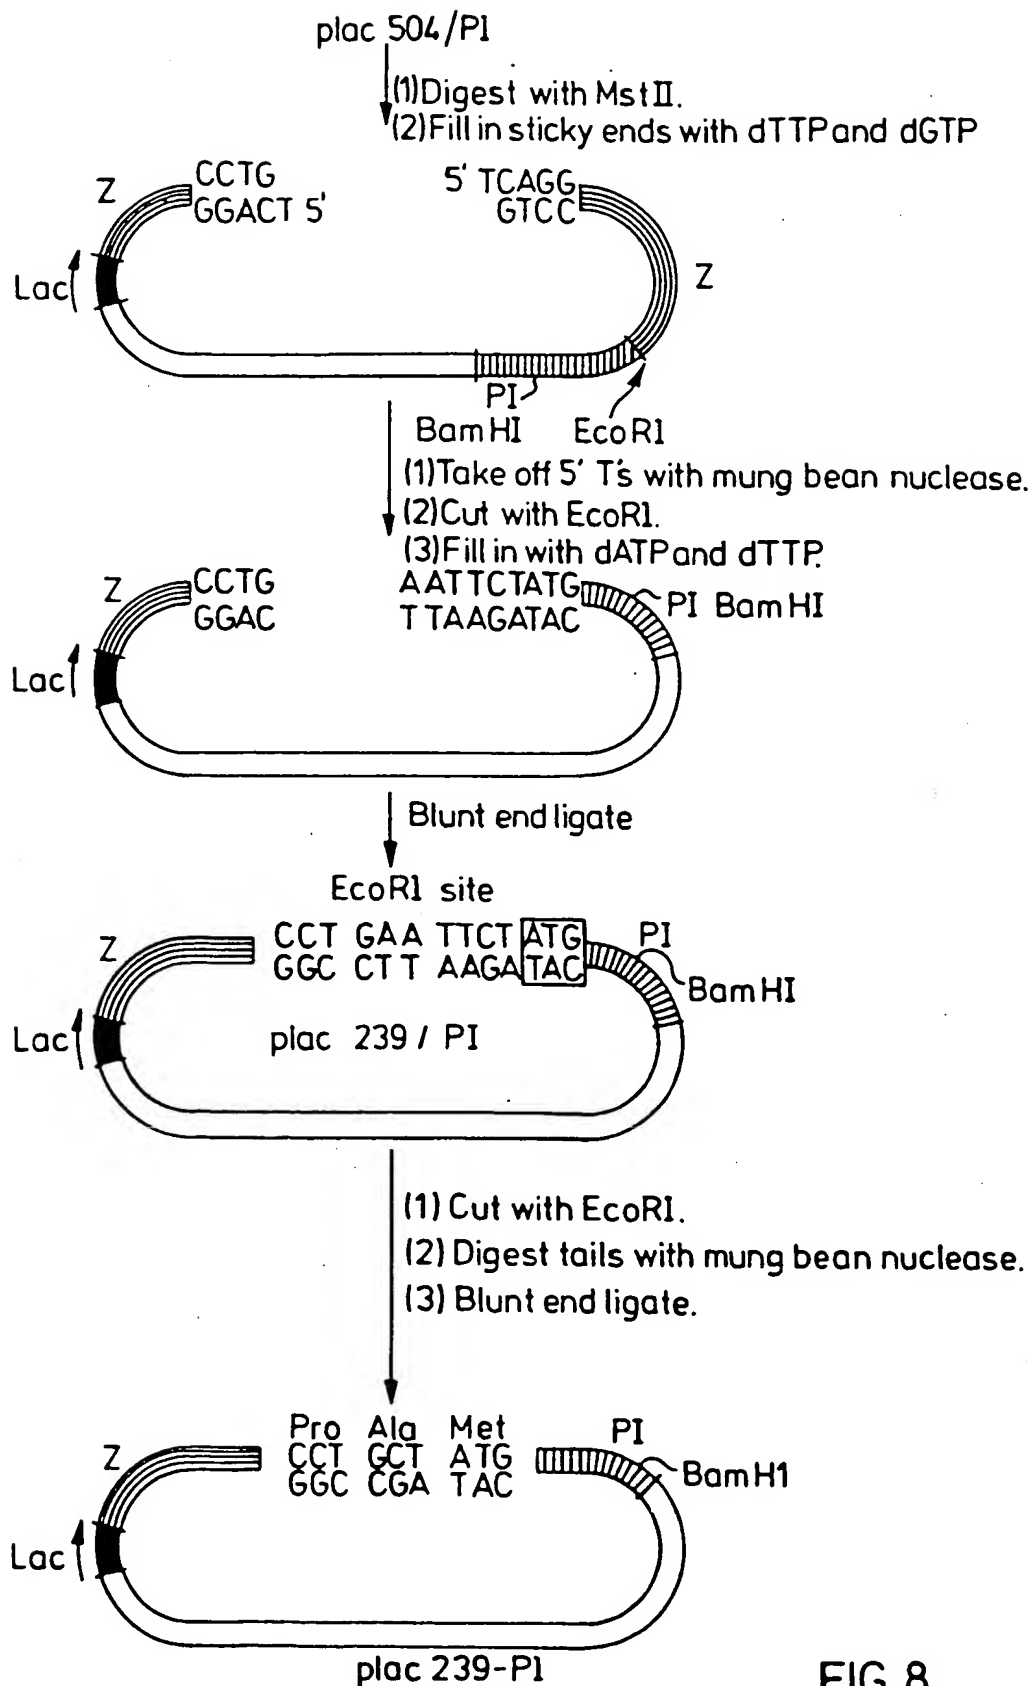 plac 504/PI
(1)Digest with MstII.
(2)Fill in sticky ends with dTTP and dGTP
Z
CCTG
GGACT 5'
5' TCAGG
GTCC
Lac
Z
PI
BamHI
EcoR1
(1)Take off 5' T's with mung bean nuclease.
(2)Cut with EcoR1.
(3)Fill in with dATP and dTTP.
Z
CCTG
GGAC
AATTCTATG
TTAAGATAC
PI BamHI
Lac
Blunt end ligate
EcoR1 site
Z
CCT GAA TTCT ATG
GGC CTT AAGA TAC
PI
BamHI
Lac
plac 239 / PI
(1) Cut with EcoRI.
(2) Digest tails with mung bean nuclease.
(3) Blunt end ligate.
Pro Ala Met
CCT GCT ATG
GGC CGA TAC
Z
PI
BamH1
Lac
plac 239-PI
FIG. 8